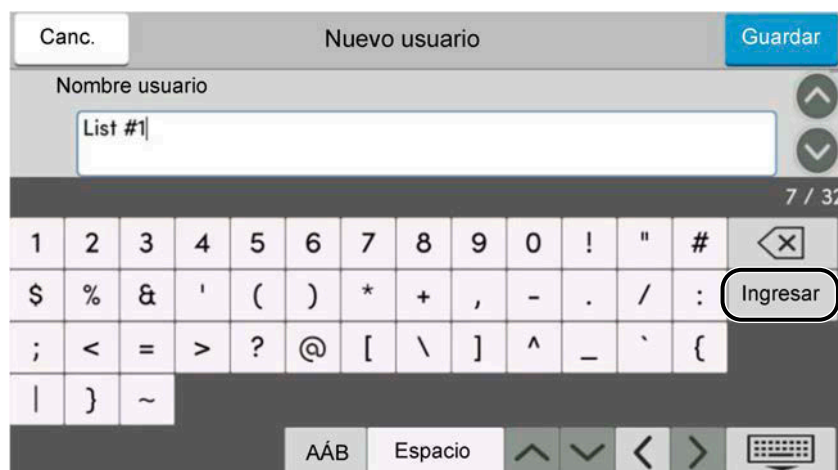 Canc. Nuevo usuario Guardar
Nombre usuario
List #1
7 / 32
1 2 3 4 5 6 7 8 9 0 ! " #
$ % & ' ( ) * + , - . / : Ingresar
; < = > ? @ [ \ ] ^ _ ` {
| } ~
AÁB Espacio